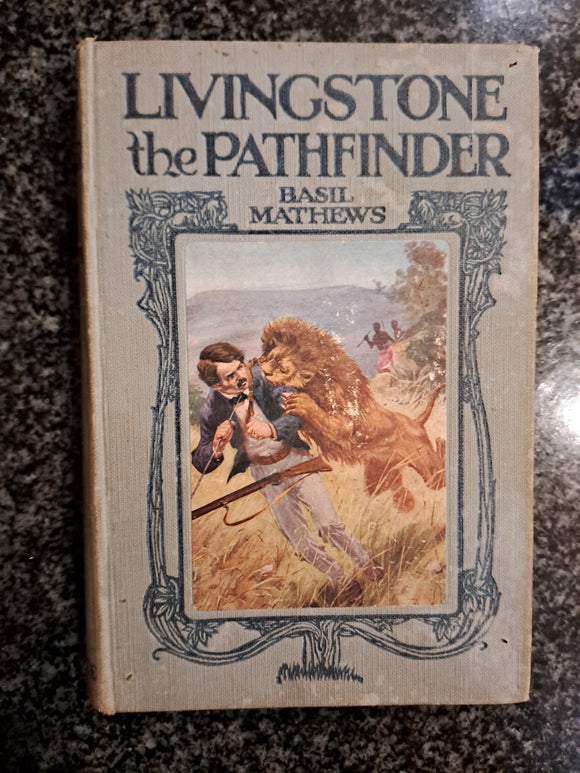 LIVINGSTONE
the PATHFINDER
BASIL
MATHEWS